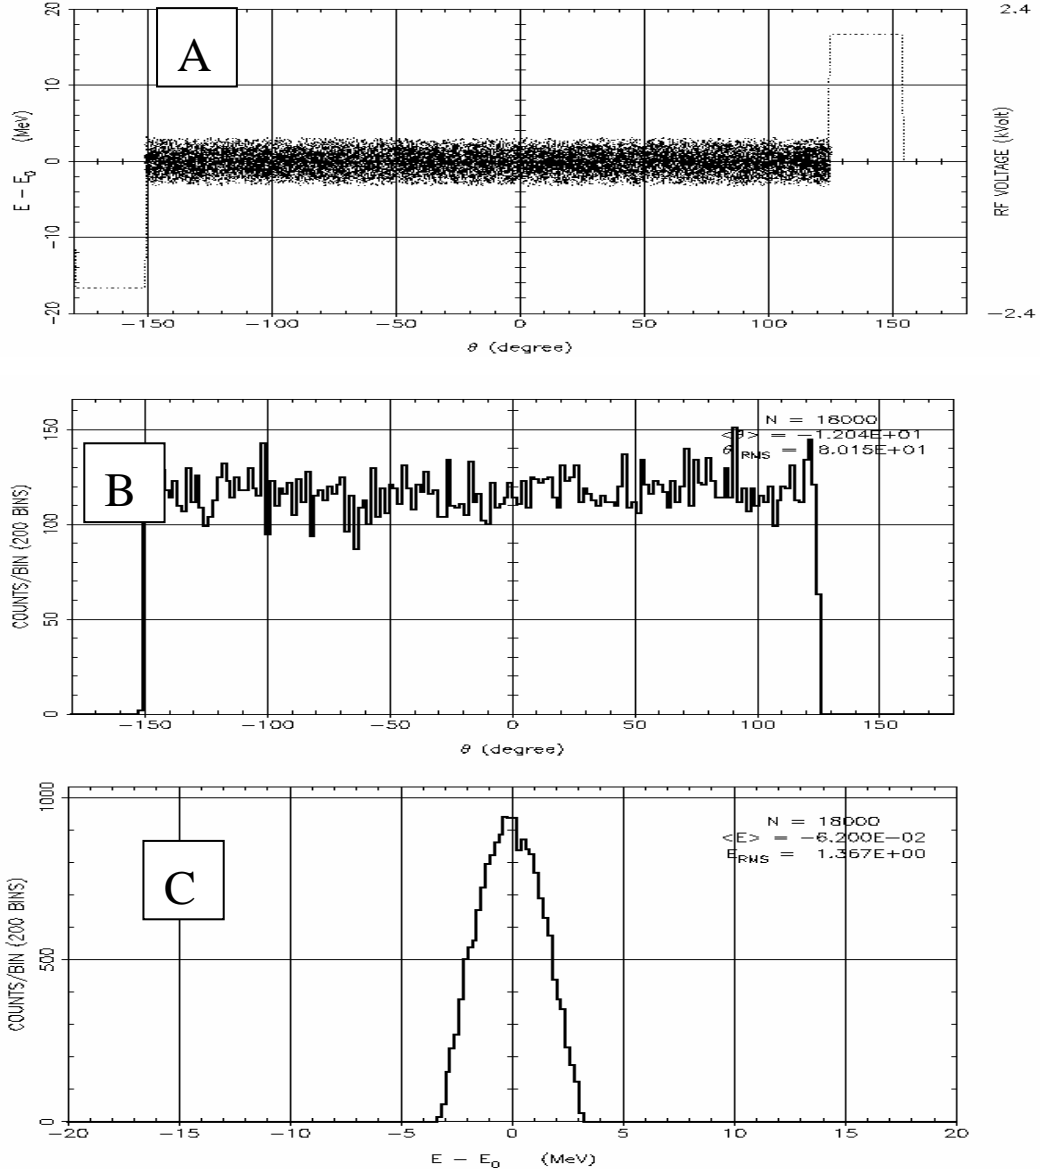 20
2.4
A
10
E − E0 (MeV)
0
RF VOLTAGE (kVolt)
−10
−20
−2.4
−150 −100 −50 0 50 100 150
θ (degree)
150
N = 18000
<θ> = −1.204E+01
θRMS = 8.015E+01
B
100
COUNTS/BIN (200 BINS)
50
0
−150 −100 −50 0 50 100 150
θ (degree)
1000
N = 18000
<E> = −6.200E−02
ERMS = 1.367E+00
C
COUNTS/BIN (200 BINS)
500
0
−20 −15 −10 −5 0 5 10 15 20
E − E0 (MeV)